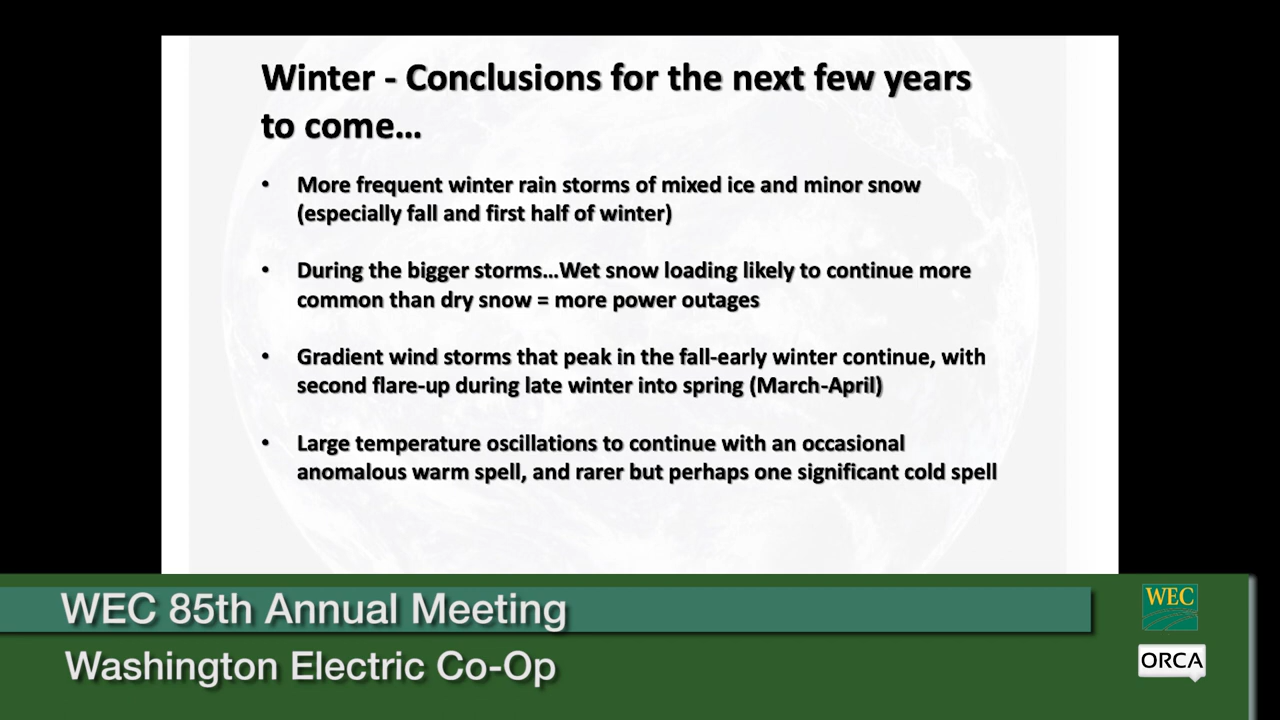 Winter - Conclusions for the next few years
to come…
• More frequent winter rain storms of mixed ice and minor snow
(especially fall and first half of winter)
• During the bigger storms…Wet snow loading likely to continue more
common than dry snow = more power outages
• Gradient wind storms that peak in the fall-early winter continue, with
second flare-up during late winter into spring (March-April)
• Large temperature oscillations to continue with an occasional
anomalous warm spell, and rarer but perhaps one significant cold spell
WEC 85th Annual Meeting
WEC
Washington Electric Co-Op
ORCA